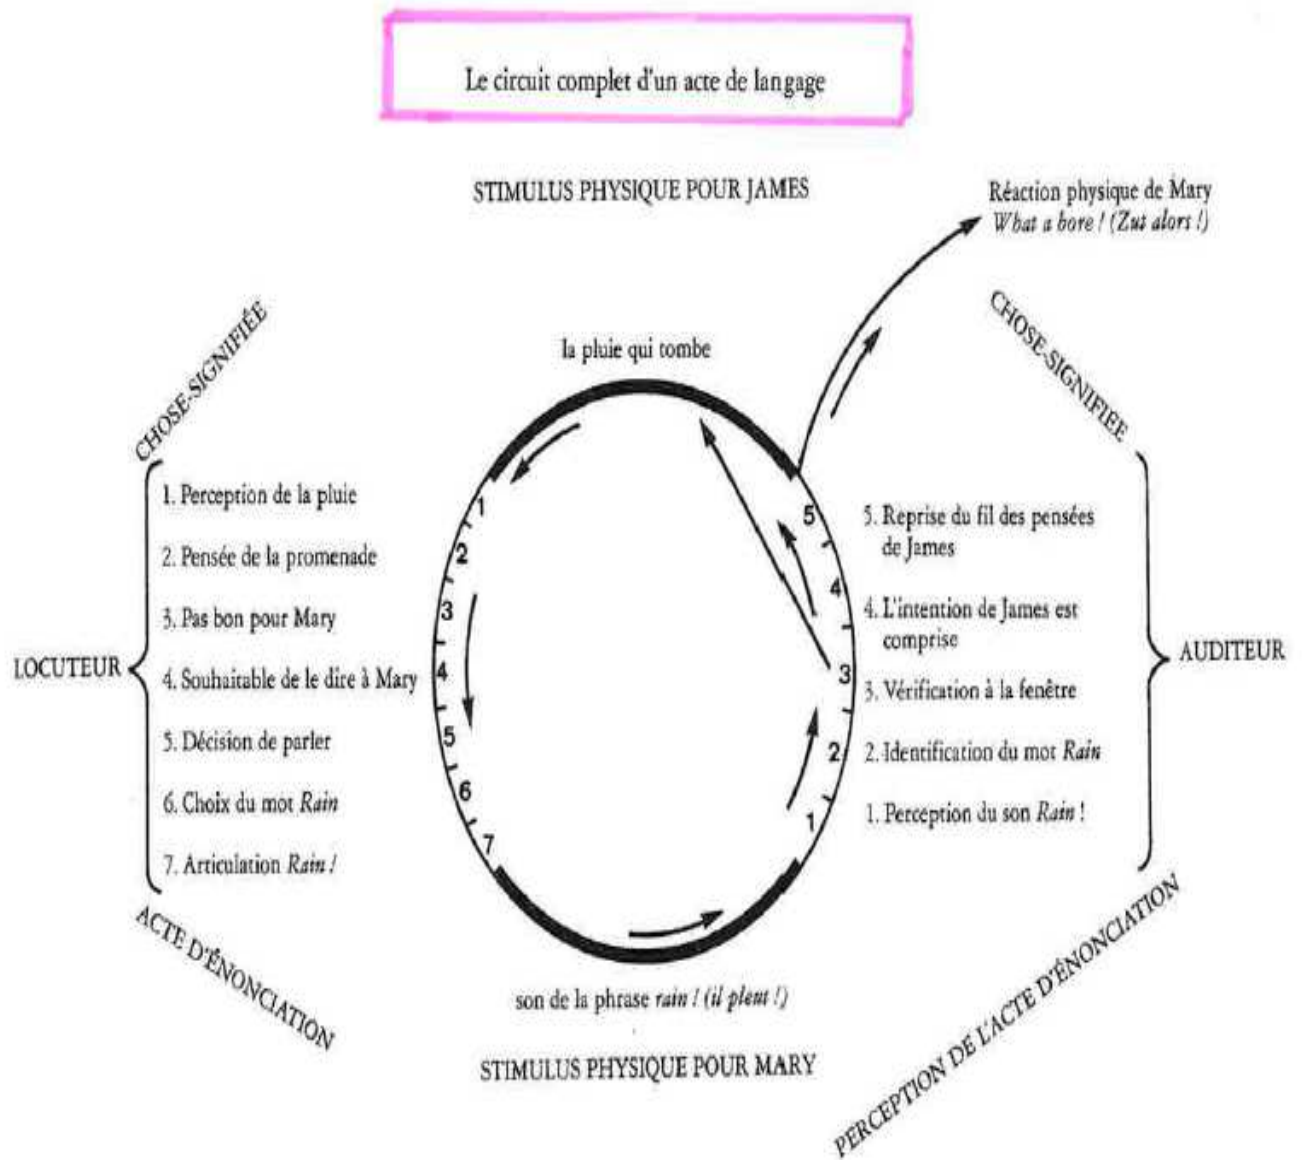 Le circuit complet d'un acte de langage
STIMULUS PHYSIQUE POUR JAMES
Réaction physique de Mary
What a bore ! (Zut alors !)
CHOSE-SIGNIFIÉE
CHOSE-SIGNIFIEE
la pluie qui tombe
LOCUTEUR
1. Perception de la pluie
2. Pensée de la promenade
3. Pas bon pour Mary
4. Souhaitable de le dire à Mary
5. Décision de parler
6. Choix du mot Rain
7. Articulation Rain !
1
2
3
4
5
6
7
5
4
3
2
1
5. Reprise du fil des pensées
de James
4. L'intention de James est
comprise
3. Vérification à la fenêtre
2. Identification du mot Rain
1. Perception du son Rain !
AUDITEUR
ACTE D'ÉNONCIATION
PERCEPTION DE L'ACTE D'ÉNONCIATION
son de la phrase rain ! (il pleut !)
STIMULUS PHYSIQUE POUR MARY